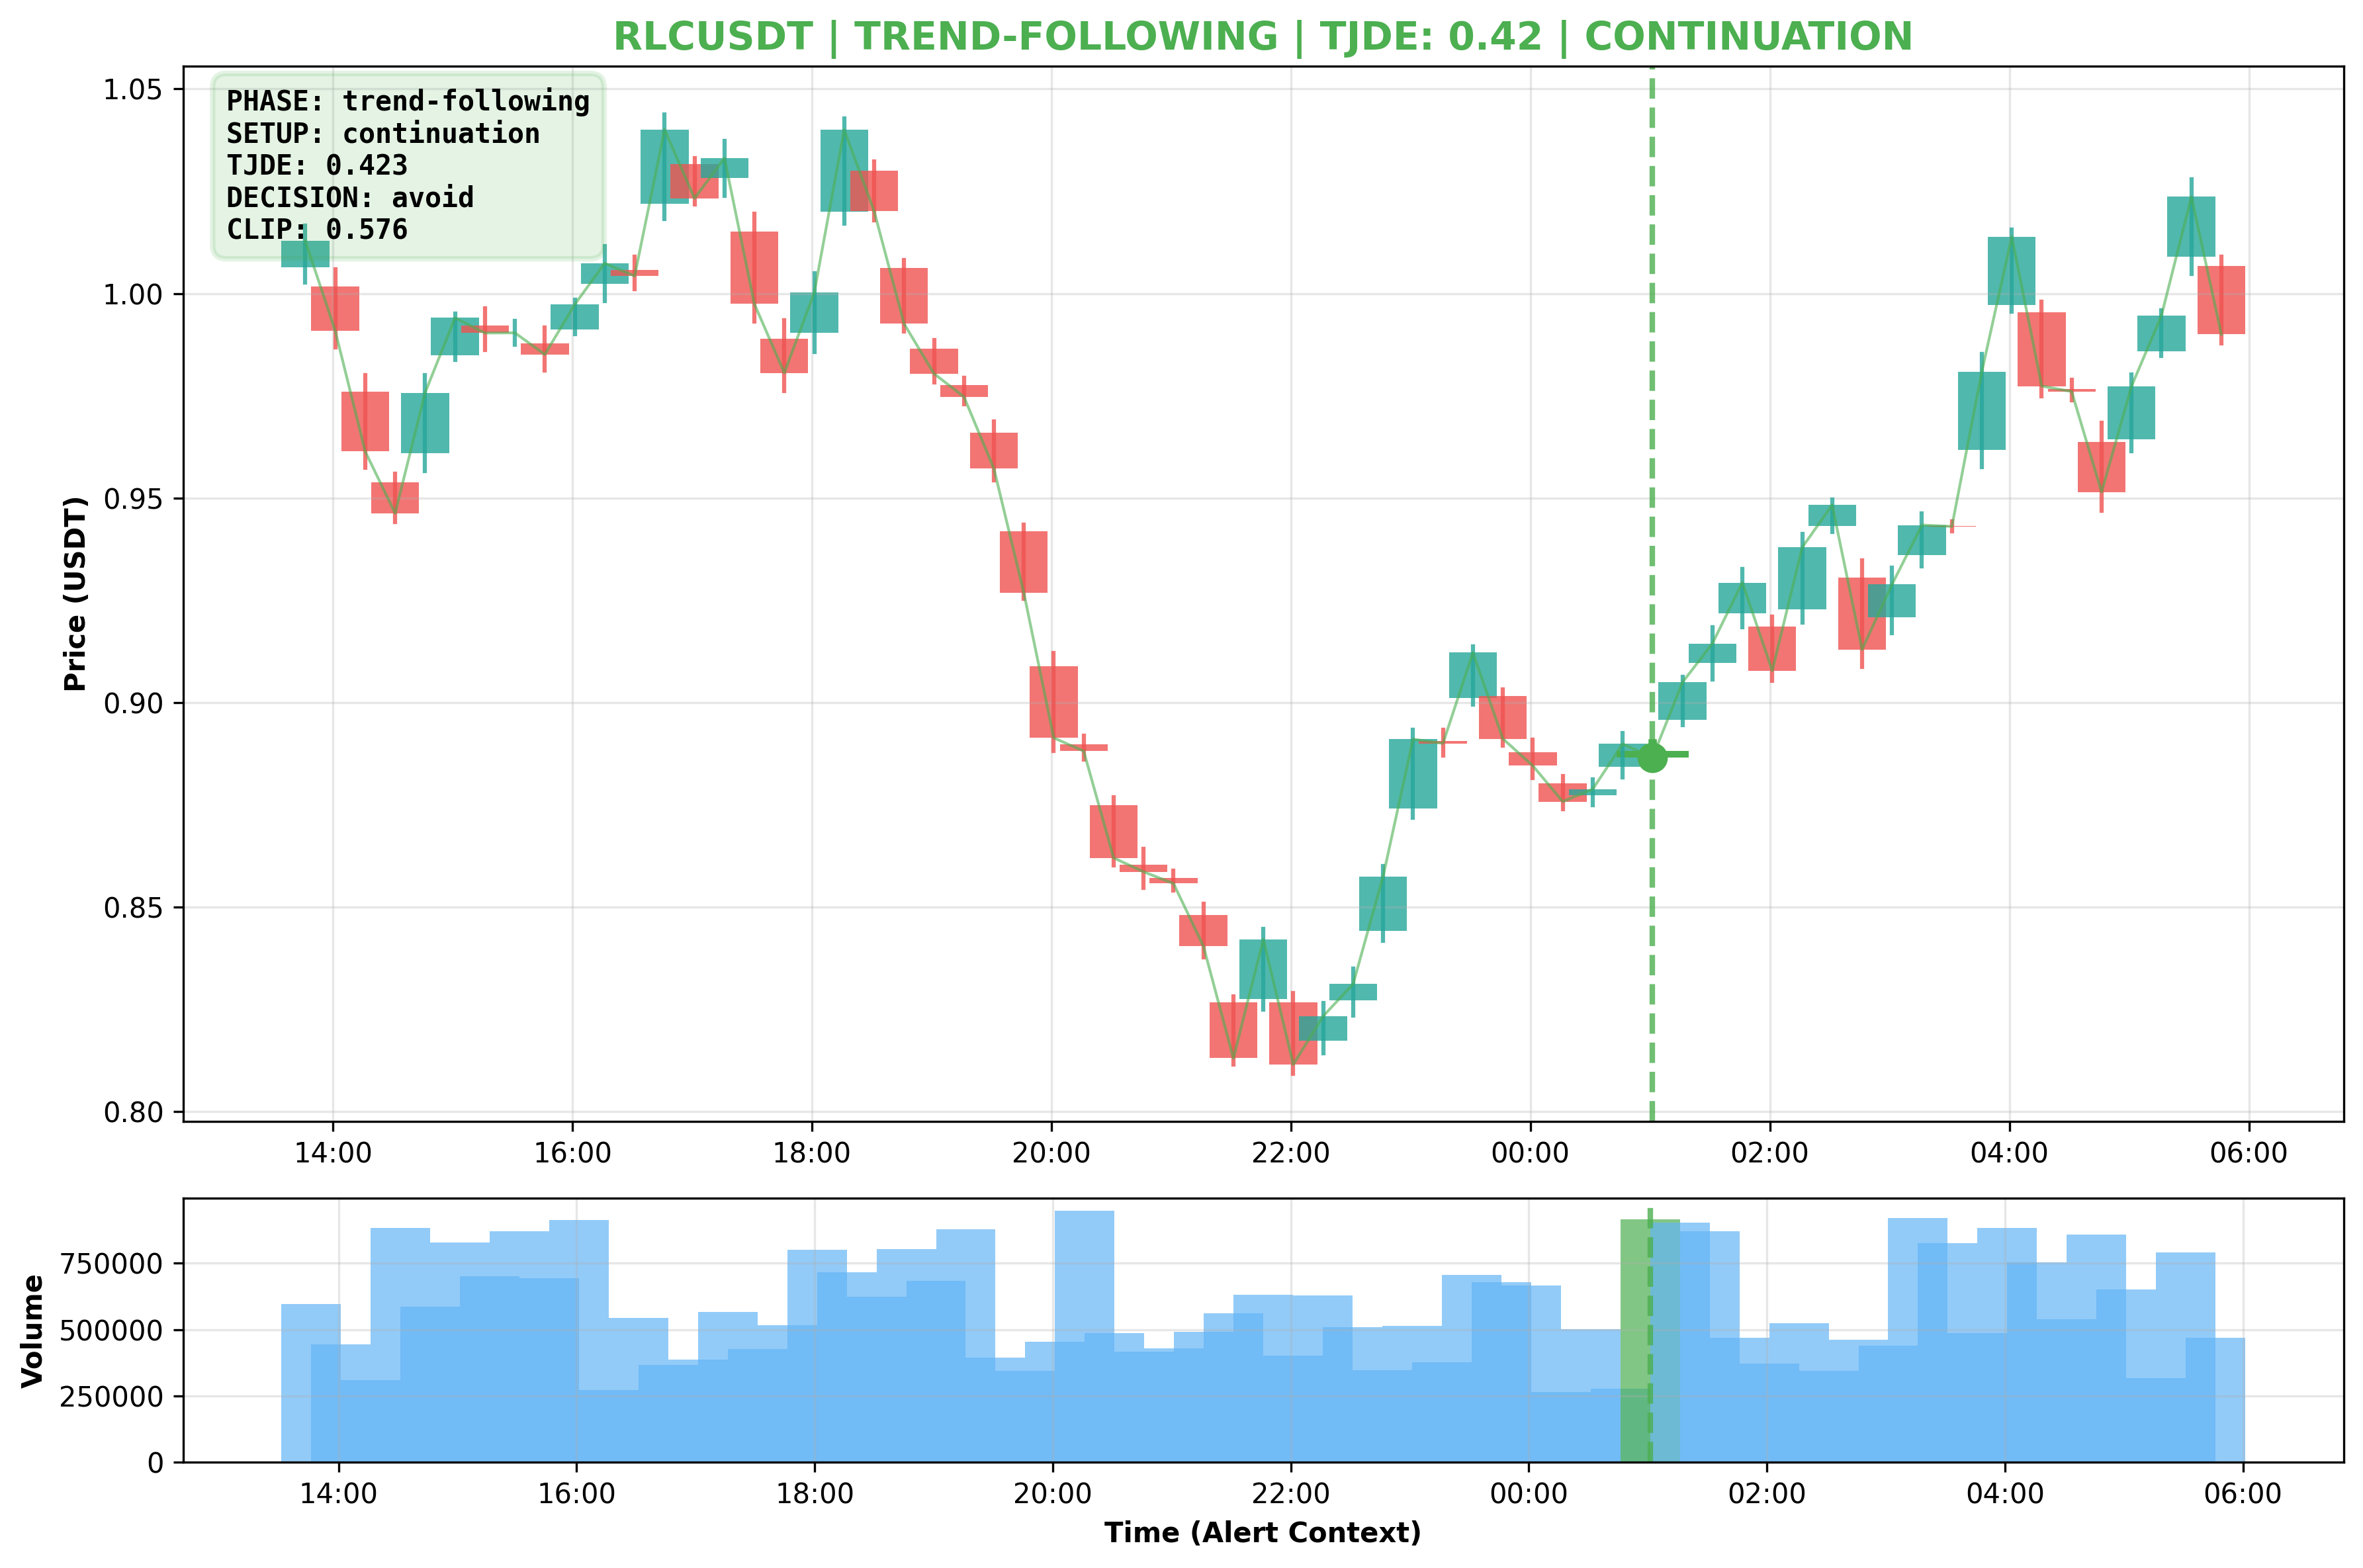 RLCUSDT | TREND-FOLLOWING | TJDE: 0.42 | CONTINUATION
PHASE: trend-following
SETUP: continuation
TJDE: 0.423
DECISION: avoid
CLIP: 0.576
Price (USDT)
1.05
1.00
0.95
0.90
0.85
0.80
14:00 16:00 18:00 20:00 22:00 00:00 02:00 04:00 06:00
Volume
750000
500000
250000
0
14:00 16:00 18:00 20:00 22:00 00:00 02:00 04:00 06:00
Time (Alert Context)